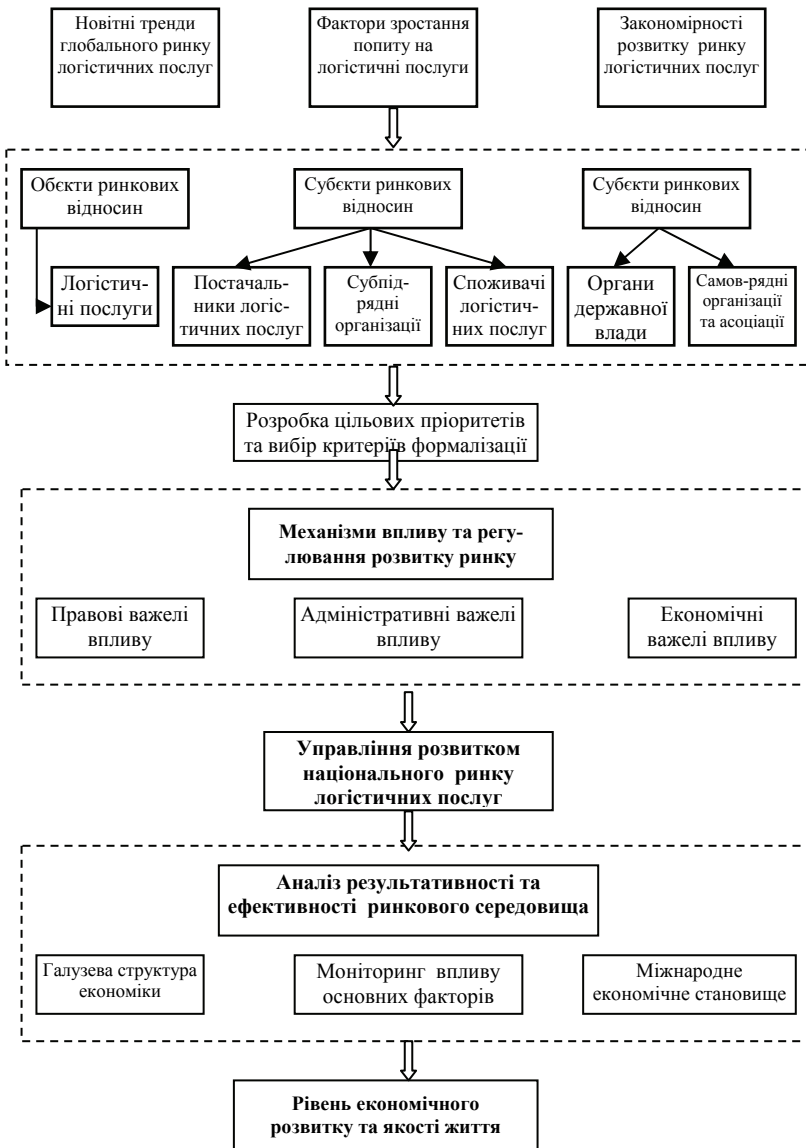 Новітні тренди
глобального ринку
логістичних послуг
Фактори зростання
попиту на
логістичні послуги
Закономірності
розвитку ринку
логістичних послуг
Обєкти ринкових
відносин
Субєкти ринкових
відносин
Субєкти ринкових
відносин
Логістич-
ні послуги
Постачаль-
ники логіс-
тичних послуг
Субпід-
рядні
організації
Споживачі
логістич-
них послуг
Органи
державної
влади
Самов-рядні
організації
та асоціації
Розробка цільових пріоритетів
та вибір критеріїв формалізації
Механізми впливу та регу-
лювання розвитку ринку
Правові важелі
впливу
Адміністративні важелі
впливу
Економічні
важелі впливу
Управління розвитком
національного ринку
логістичних послуг
Аналіз результативності та
ефективності ринкового середовища
Галузева структура
економіки
Моніторинг впливу
основних факторів
Міжнародне
економічне становище
Рівень економічного
розвитку та якості життя